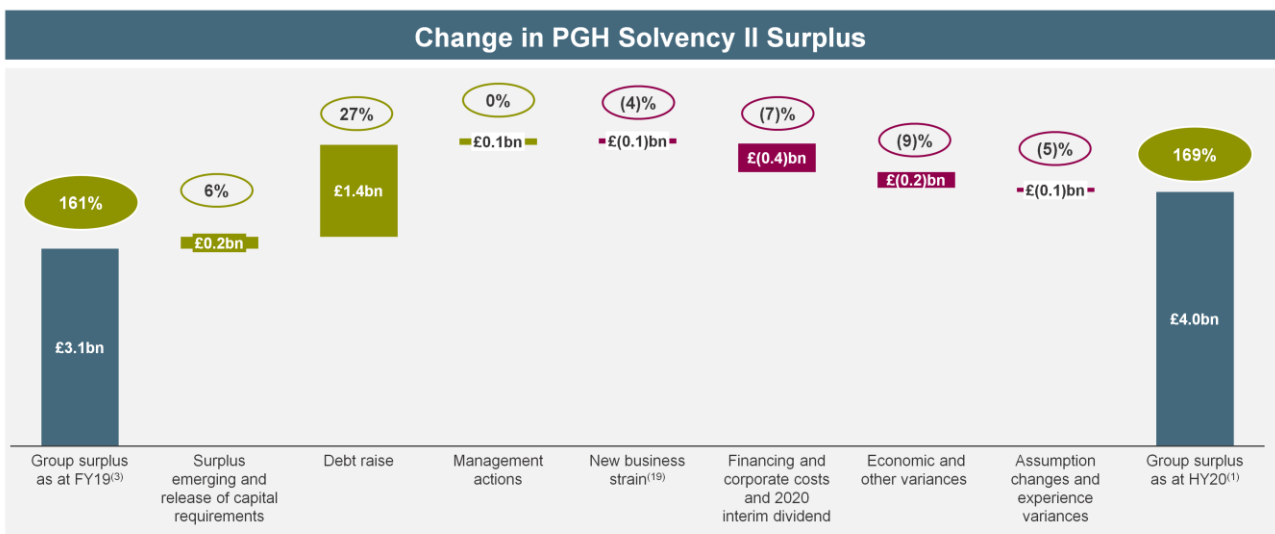 Change in PGH Solvency II Surplus
161%
6%
27%
0%
(4)%
(7)%
(9)%
(5)%
169%
£3.1bn
£0.2bn
£1.4bn
£0.1bn
£(0.1)bn
£(0.4)bn
£(0.2)bn
£(0.1)bn
£4.0bn
Group surplus
as at FY19(3)
Surplus
emerging and
release of capital
requirements
Debt raise
Management
actions
New business
strain(19)
Financing and
corporate costs
and 2020
interim dividend
Economic and
other variances
Assumption
changes and
experience
variances
Group surplus
as at HY20(1)